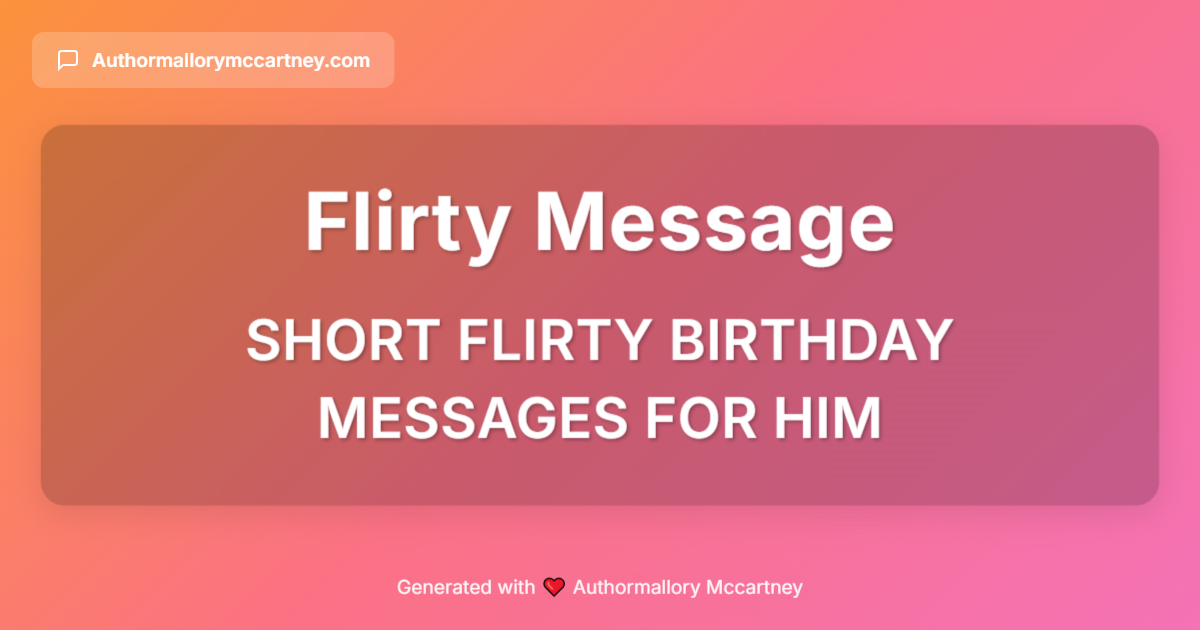 Authormallorymccartney.com
Flirty Message
SHORT FLIRTY BIRTHDAY
MESSAGES FOR HIM
Generated with ❤️ Authormallory Mccartney